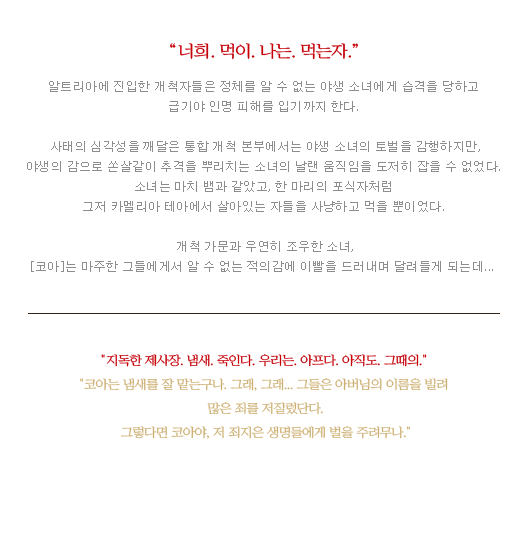 “너희. 먹이. 나는. 먹는자.”
알트리아에 진입한 개척자들은 정체를 알 수 없는 야생 소녀에게 습격을 당하고
급기야 인명 피해를 입기까지 한다.
사태의 심각성을 깨달은 통합 개척 본부에서는 야생 소녀의 토벌을 감행하지만,
야생의 감으로 쏜살같이 추격을 뿌리치는 소녀의 날랜 움직임을 도저히 잡을 수 없었다.
소녀는 마치 뱀과 같았고, 한 마리의 포식자처럼
그저 카멜리아 테아에서 살아있는 자들을 사냥하고 먹을 뿐이었다.
개척 가문과 우연히 조우한 소녀,
[코아]는 마주한 그들에게서 알 수 없는 적의감에 이빨을 드러내며 달려들게 되는데...
"지독한 제사장. 냄새. 죽인다. 우리는. 아프다. 아직도. 그때의."
"코아는 냄새를 잘 맡는구나. 그래, 그래... 그들은 아버님의 이름을 빌려
많은 죄를 저질렀단다.
그렇다면 코아야, 저 죄지은 생명들에게 벌을 주려무나."